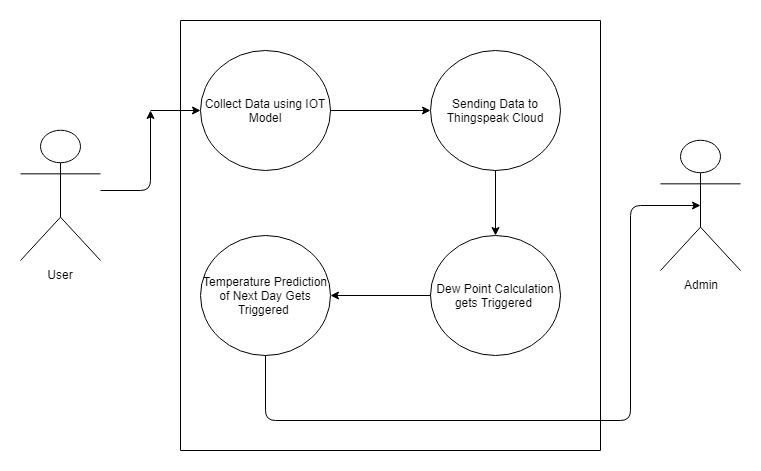 Collect Data using IOT
Model
Sending Data to
Thingspeak Cloud
User
Temperature Prediction
of Next Day Gets
Triggered
Dew Point Calculation
gets Triggered
Admin